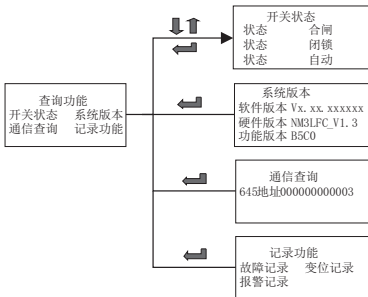 查询功能
开关状态 系统版本
通信查询 记录功能
开关状态
状态 合闸
状态 闭锁
状态 自动
系统版本
软件版本 Vx.xx.xxxxxx
硬件版本 NM3LFC_V1.3
功能版本 B5C0
通信查询
645地址000000000003
记录功能
故障记录 变位记录
报警记录